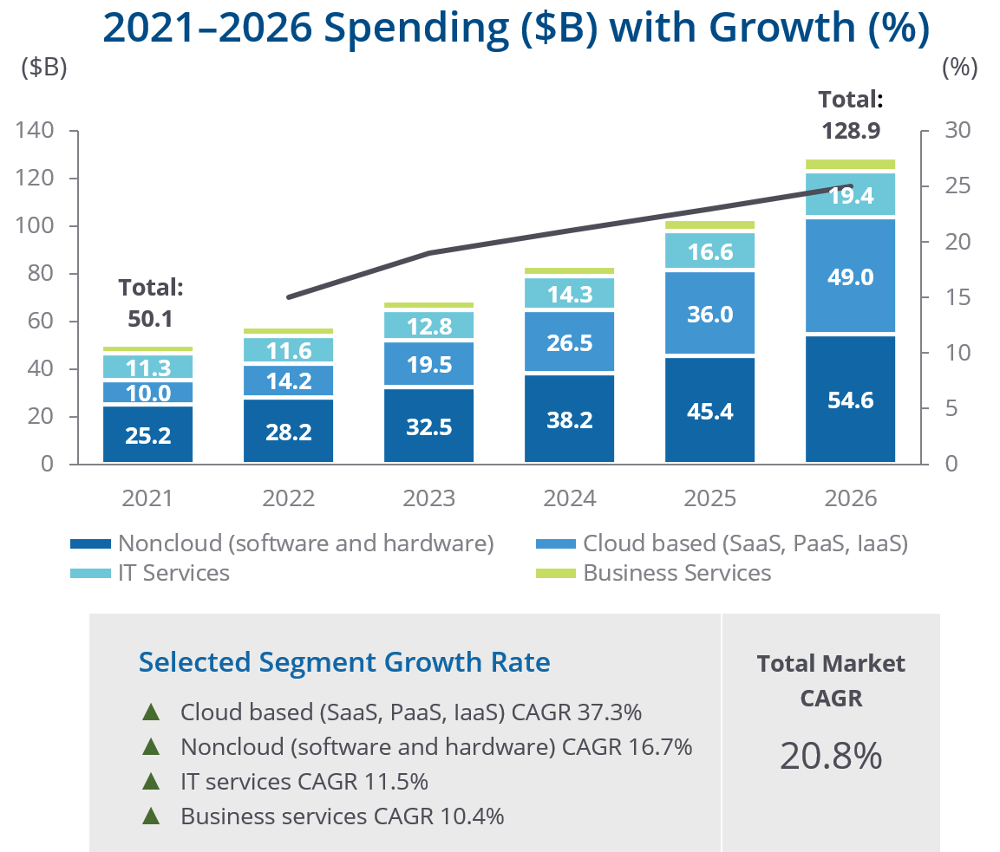 2021–2026 Spending ($B) with Growth (%)
($B)
(%)
Total:
128.9
140
30
120
25
19.4
100
20
16.6
80
Total:
50.1
49.0
14.3
15
60
12.8
36.0
11.6
26.5
10
40
11.3
19.5
14.2
10.0
20
5
25.2
28.2
32.5
38.2
45.4
54.6
0
0
2021
2022
2023
2024
2025
2026
Noncloud (software and hardware)
Cloud based (SaaS, PaaS, IaaS)
IT Services
Business Services
Selected Segment Growth Rate
▲ Cloud based (SaaS, PaaS, IaaS) CAGR 37.3%
▲ Noncloud (software and hardware) CAGR 16.7%
▲ IT services CAGR 11.5%
▲ Business services CAGR 10.4%
Total Market
CAGR
20.8%